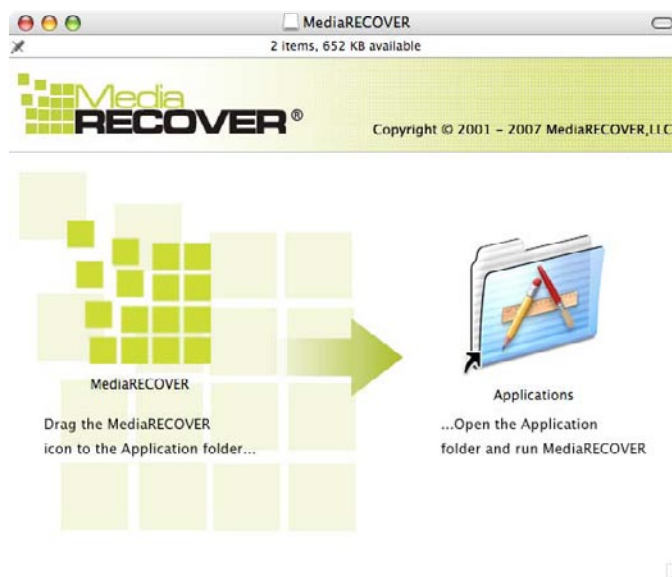 MediaRECOVER
2 items, 652 KB available
Media
RECOVER®
Copyright © 2001 – 2007 MediaRECOVER,LLC
MediaRECOVER
Drag the MediaRECOVER
icon to the Application folder...
Applications
...Open the Application
folder and run MediaRECOVER